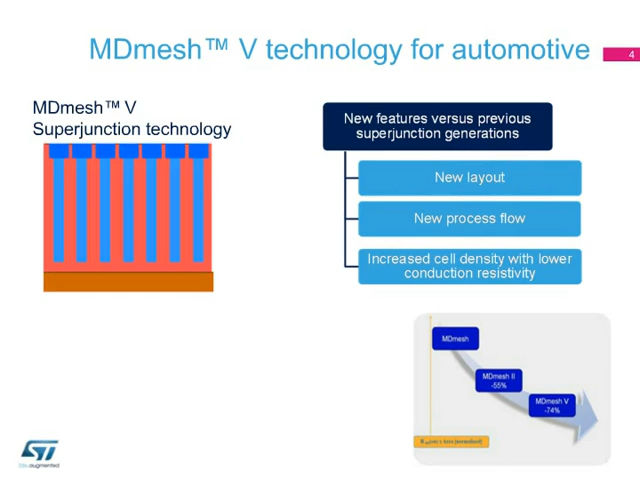 MDmesh™ V technology for automotive
4
MDmesh™ V
Superjunction technology
New features versus previous
superjunction generations
New layout
New process flow
Increased cell density with lower
conduction resistivity
MDmesh
MDmesh II
-55%
MDmesh V
-74%
ST
augmented